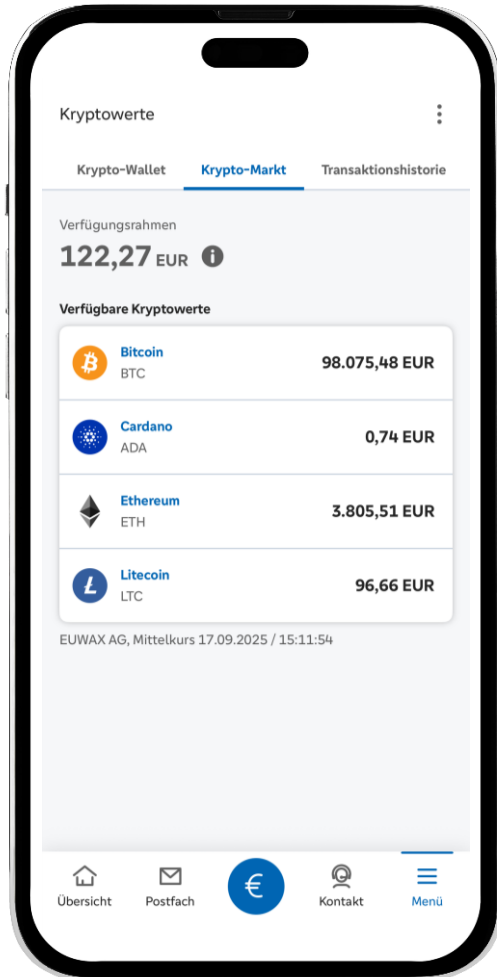 Kryptowerte
Krypto-Wallet Krypto-Markt Transaktionshistorie
Verfügungsrahmen
122,27 EUR
Verfügbare Kryptowerte
Bitcoin
BTC
98.075,48 EUR
Cardano
ADA
0,74 EUR
Ethereum
ETH
3.805,51 EUR
Litecoin
LTC
96,66 EUR
EUWAX AG, Mittelkurs 17.09.2025 / 15:11:54
€
Übersicht Postfach Kontakt Menü